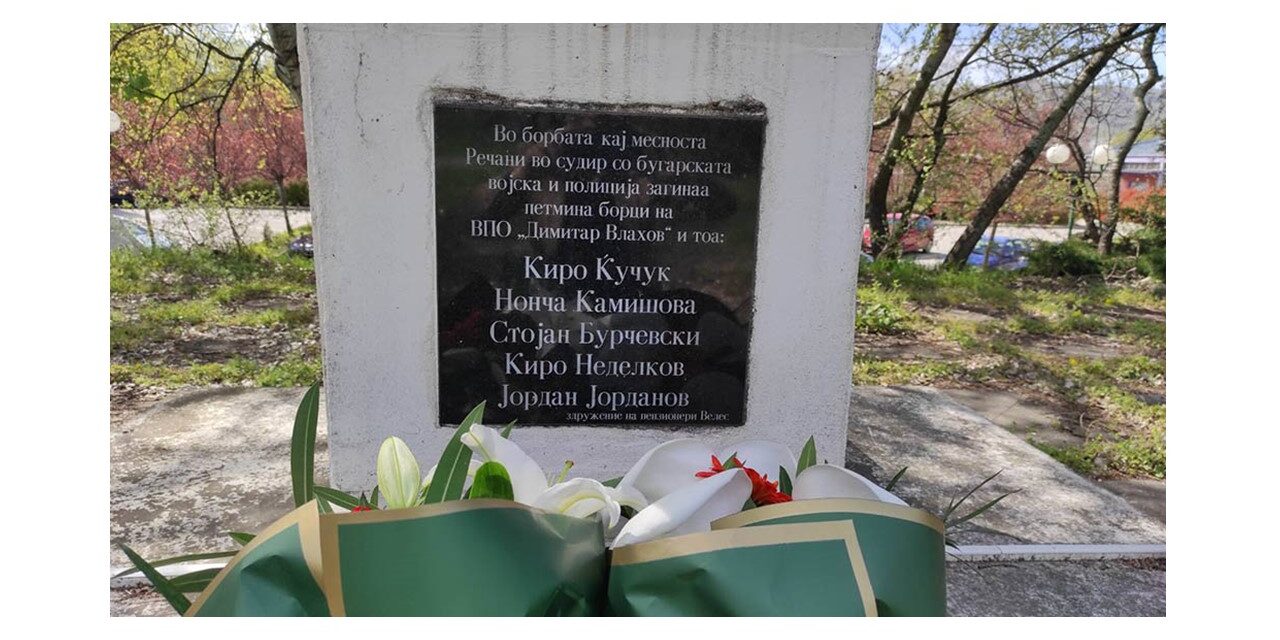 Во борбата кај месноста
Речани во судир со бугарската
војска и полиција загинаа
петмина борци на
ВПО „Димитар Влахов“ и тоа:
Киро Ќучук
Нонча Камишова
Стојан Бурчевски
Киро Неделков
Јордан Јорданов
здружение на пензионери Велес